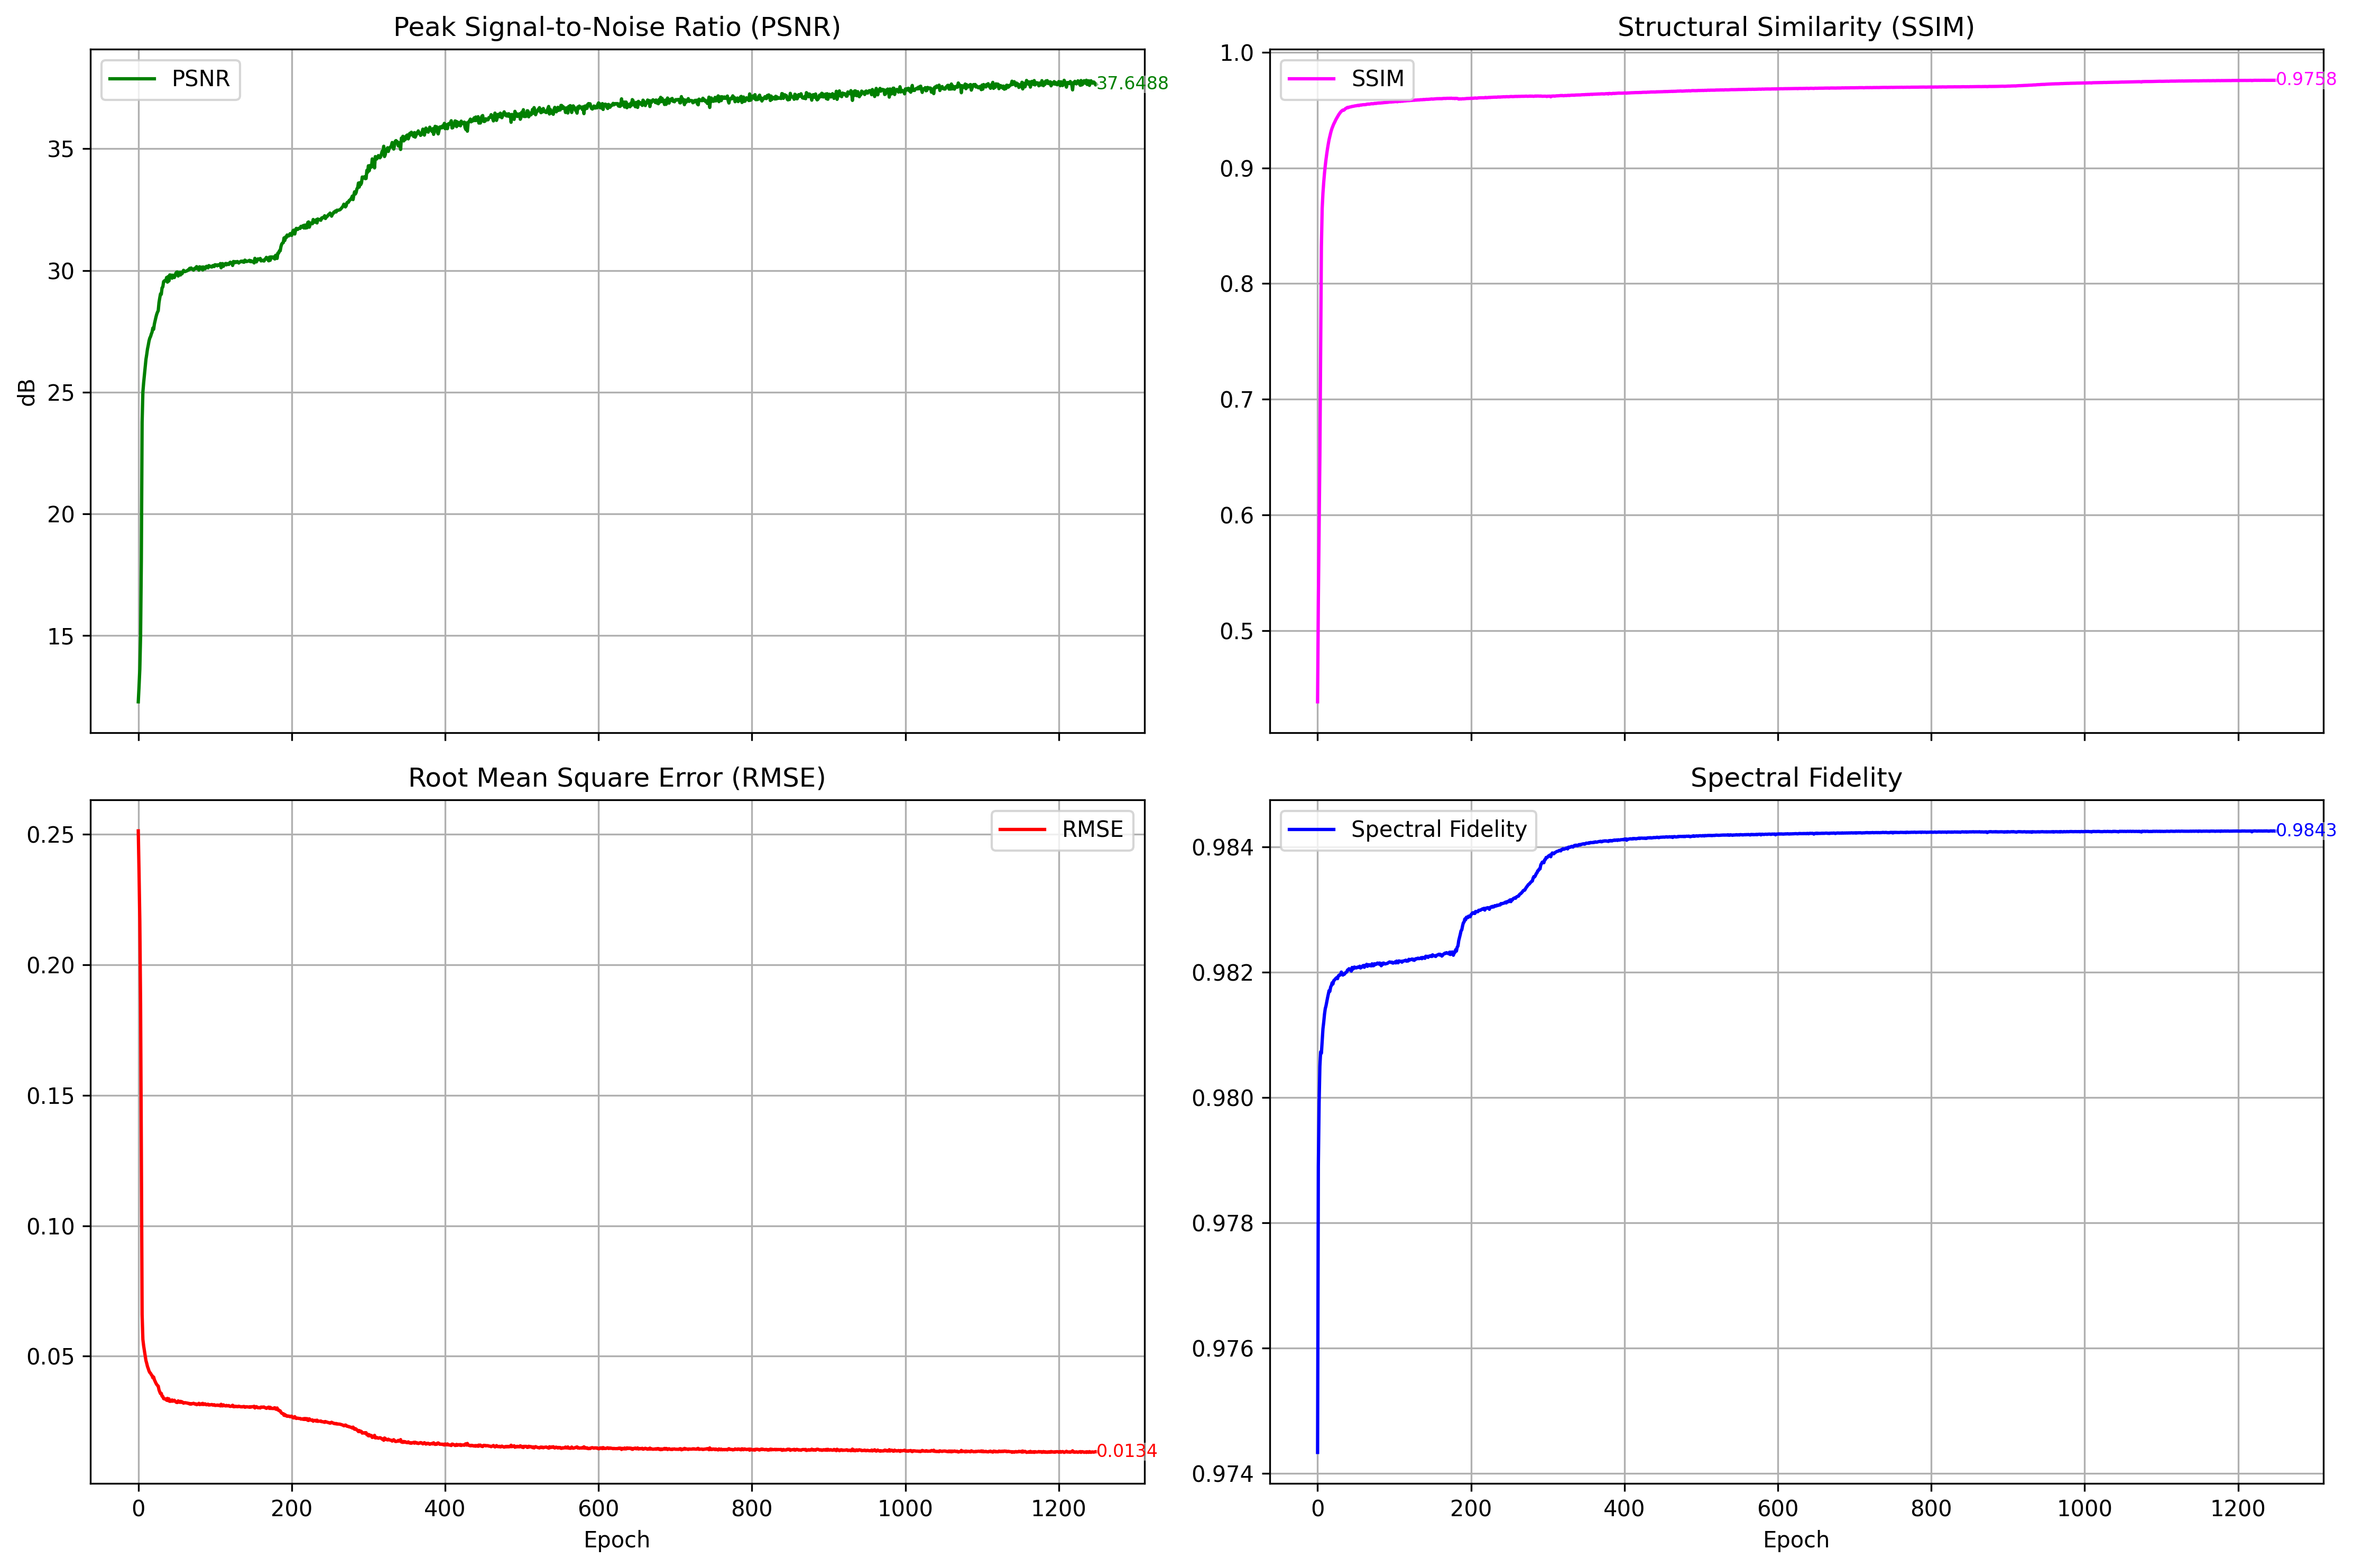 Peak Signal-to-Noise Ratio (PSNR)
PSNR
37.6488
35
30
25
20
15
dB
Structural Similarity (SSIM)
SSIM
0.9758
1.0
0.9
0.8
0.7
0.6
0.5
Root Mean Square Error (RMSE)
RMSE
0.0134
0.25
0.20
0.15
0.10
0.05
0 200 400 600 800 1000 1200
Epoch
Spectral Fidelity
Spectral Fidelity
0.9843
0.984
0.982
0.980
0.978
0.976
0.974
0 200 400 600 800 1000 1200
Epoch